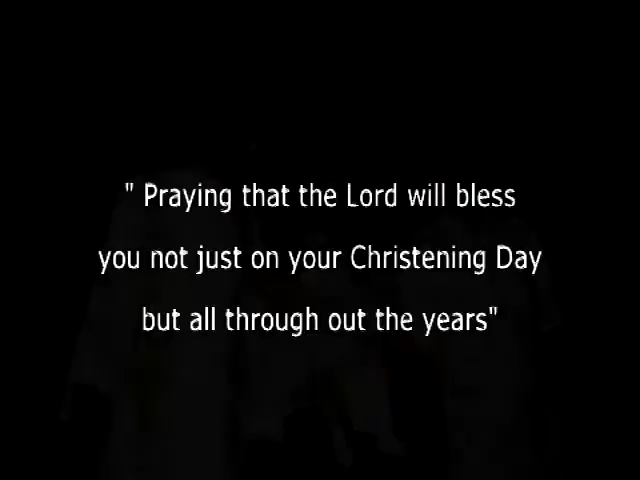 " Praying that the Lord will bless
you not just on your Christening Day
but all through out the years"